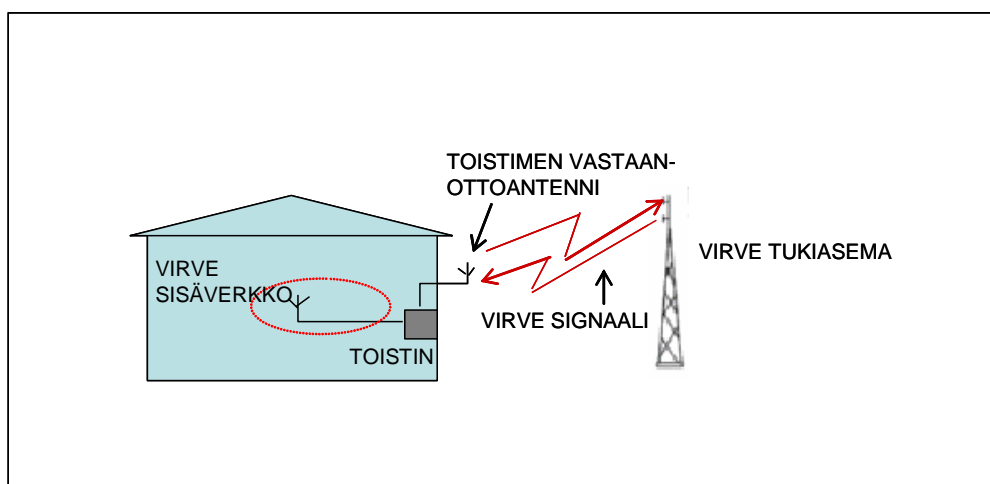 TOISTIMEN VASTAAN-
OTTOANTENNI
VIRVE TUKIASEMA
VIRVE
SISÄVERKKO
VIRVE SIGNAALI
TOISTIN